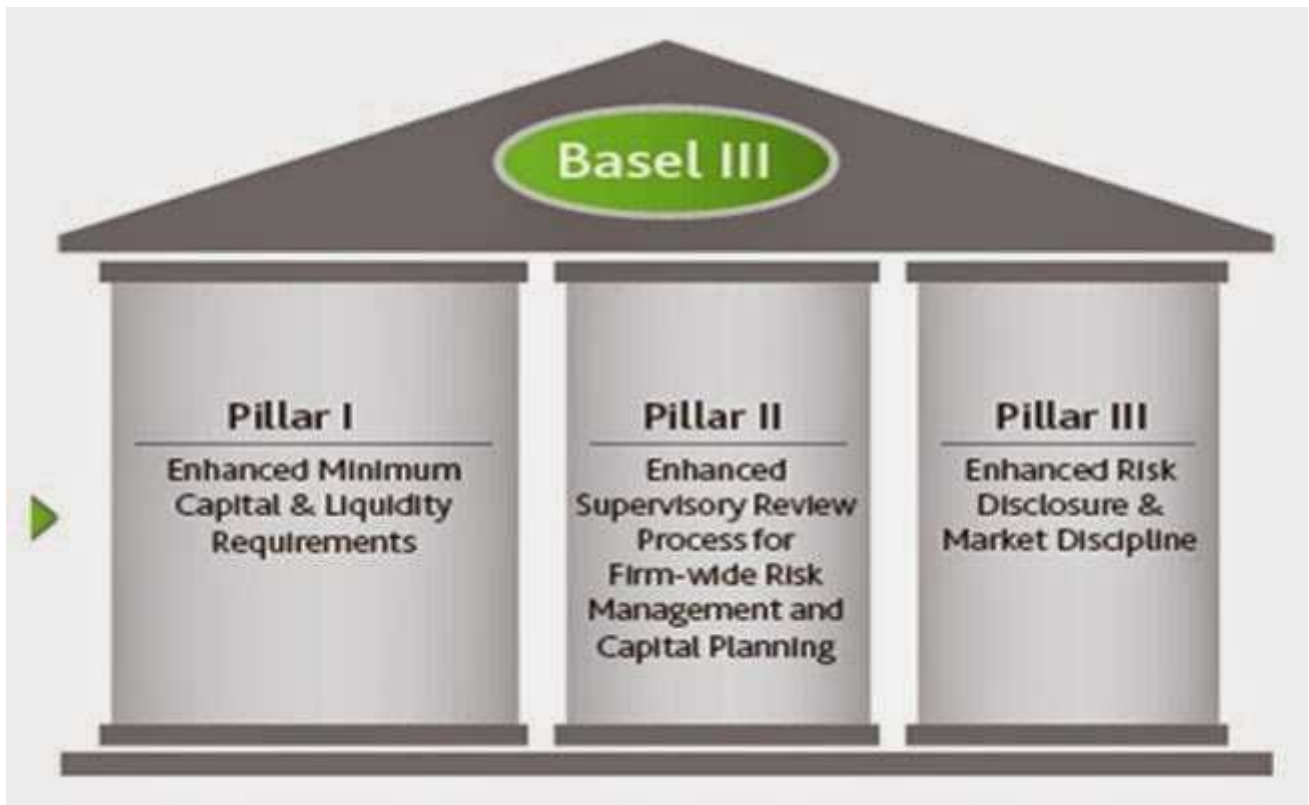 Basel III
Pillar I
Enhanced Minimum
Capital & Liquidity
Requirements
Pillar II
Enhanced
Supervisory Review
Process for
Firm-wide Risk
Management and
Capital Planning
Pillar III
Enhanced Risk
Disclosure &
Market Discipline